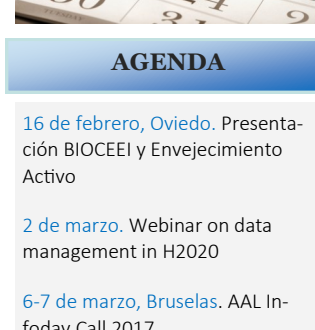 AGENDA
16 de febrero, Oviedo. Presenta-
ción BIOCEEI y Envejecimiento
Activo
2 de marzo. Webinar on data
management in H2020
6-7 de marzo, Bruselas. AAL In-
foday Call 2017